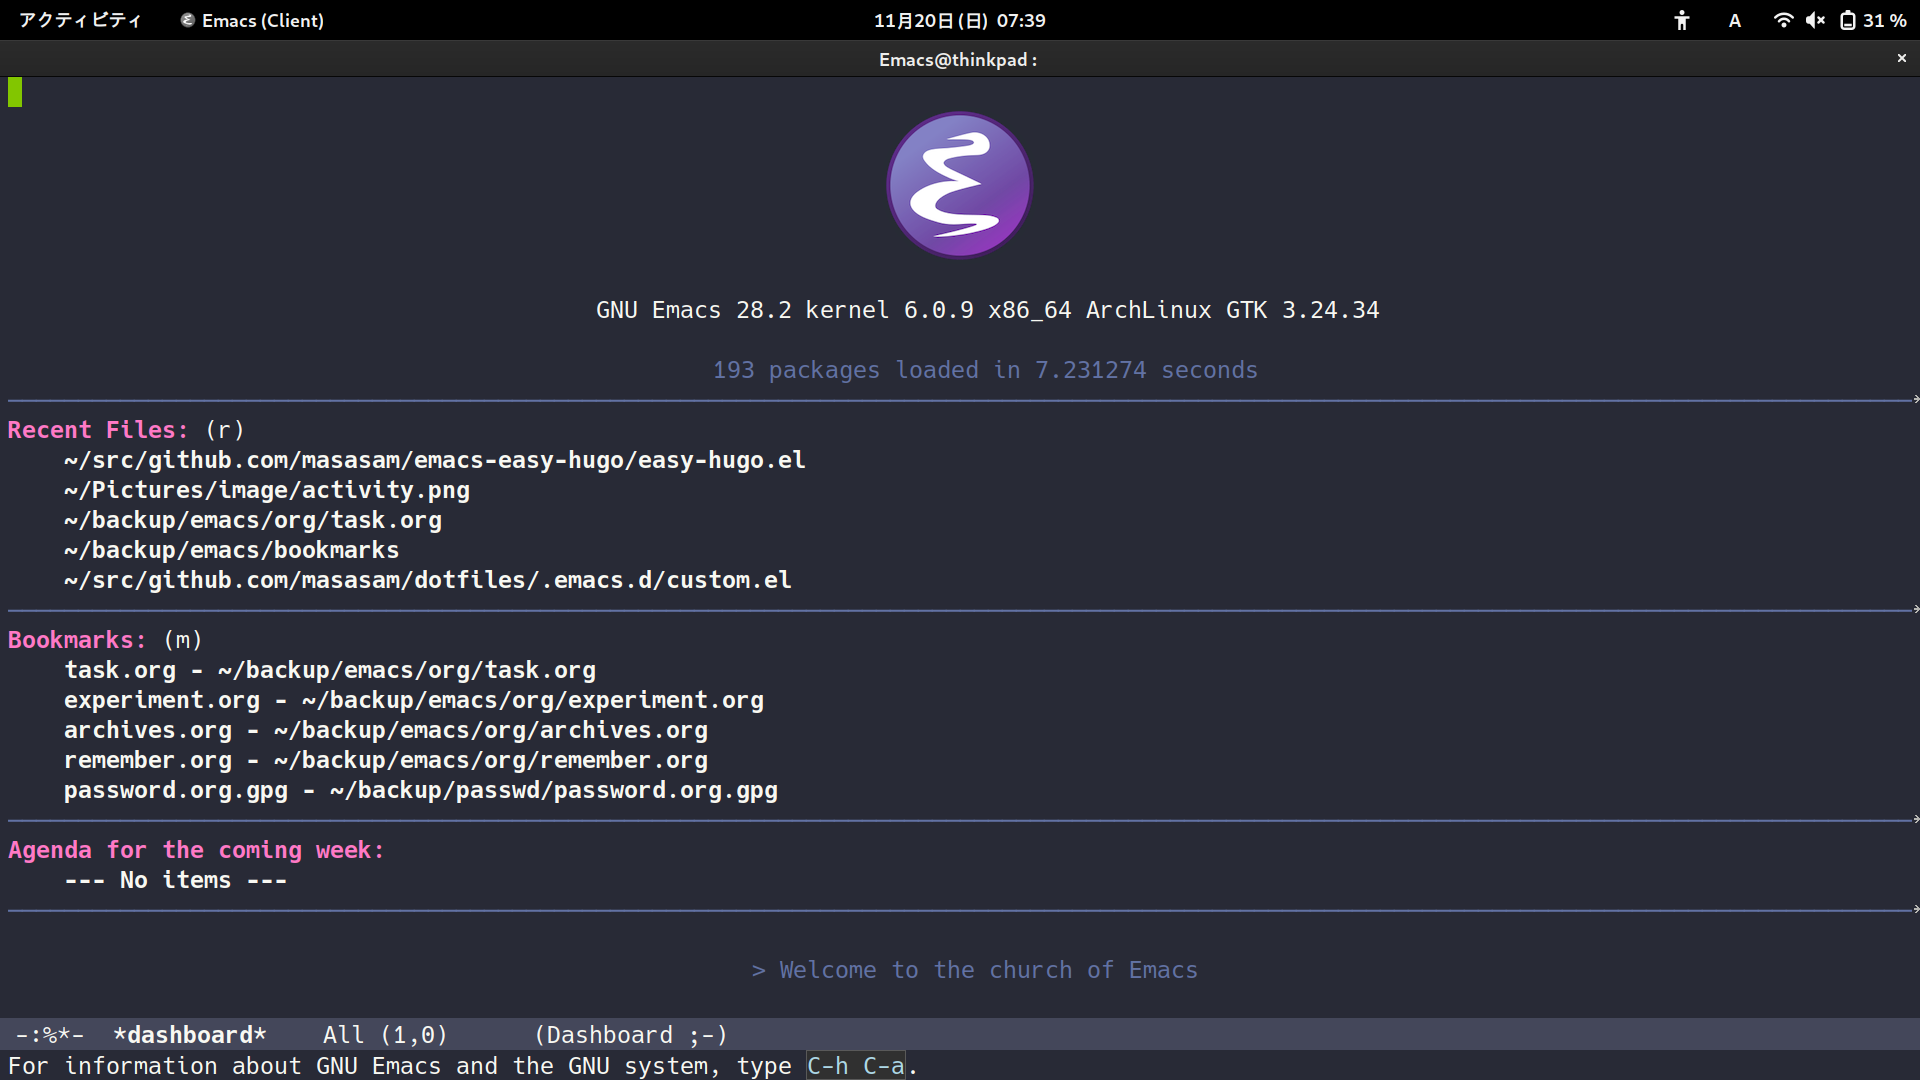 アクティビティ Emacs (Client) 11月20日 (日) 07:39 A 31 %
Emacs@thinkpad :
GNU Emacs 28.2 kernel 6.0.9 x86_64 ArchLinux GTK 3.24.34
193 packages loaded in 7.231274 seconds
Recent Files: (r)
~/src/github.com/masasam/emacs-easy-hugo/easy-hugo.el
~/Pictures/image/activity.png
~/backup/emacs/org/task.org
~/backup/emacs/bookmarks
~/src/github.com/masasam/dotfiles/.emacs.d/custom.el
Bookmarks: (m)
task.org - ~/backup/emacs/org/task.org
experiment.org - ~/backup/emacs/org/experiment.org
archives.org - ~/backup/emacs/org/archives.org
remember.org - ~/backup/emacs/org/remember.org
password.org.gpg - ~/backup/passwd/password.org.gpg
Agenda for the coming week:
--- No items ---
> Welcome to the church of Emacs
-:%*- *dashboard* All (1,0) (Dashboard ;-)
For information about GNU Emacs and the GNU system, type C-h C-a.